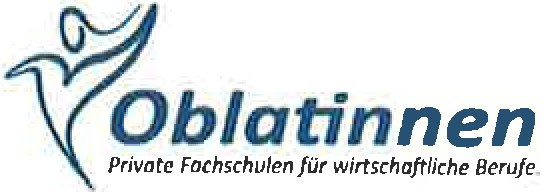 Oblatinnen
Private Fachschulen für wirtschaftliche Berufe